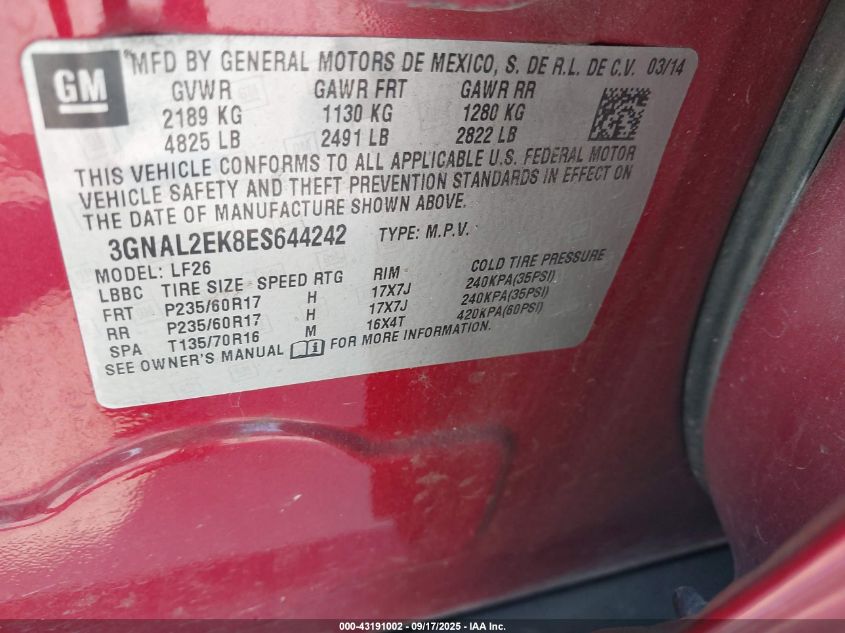 GM
MFD BY GENERAL MOTORS DE MEXICO, S. DE R.L. DE C.V. 03/14
GVWR GAWR FRT GAWR RR
2189 KG 1130 KG 1280 KG
4825 LB 2491 LB 2822 LB
THIS VEHICLE CONFORMS TO ALL APPLICABLE U.S. FEDERAL MOTOR
VEHICLE SAFETY AND THEFT PREVENTION STANDARDS IN EFFECT ON
THE DATE OF MANUFACTURE SHOWN ABOVE.
3GNAL2EK8ES644242 TYPE: M.P.V.
MODEL: LF26
LBBC TIRE SIZE SPEED RTG RIM COLD TIRE PRESSURE
FRT P235/60R17 H 17X7J 240KPA(35PSI)
RR P235/60R17 H 17X7J 240KPA(35PSI)
SPA T135/70R16 M 16X4T 420KPA(60PSI)
SEE OWNER'S MANUAL FOR MORE INFORMATION.
000-43191002 - 09/17/2025 - IAA Inc.